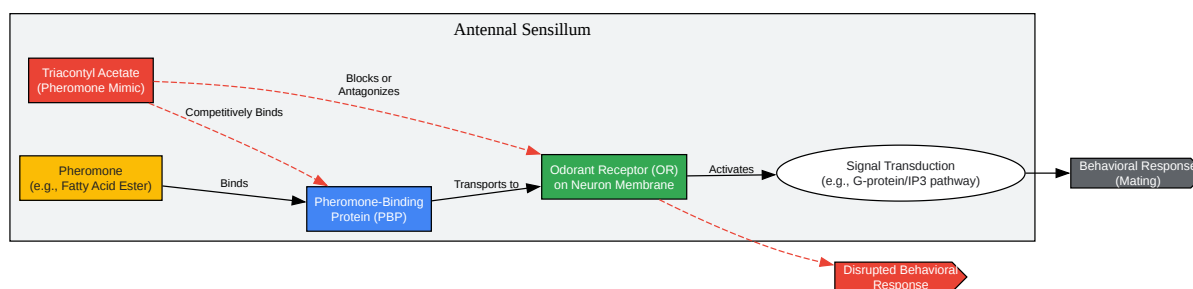 Antennal Sensillum
Triacontyl Acetate
(Pheromone Mimic)
Blocks or
Antagonizes
Competitively Binds
Pheromone
(e.g., Fatty Acid Ester)
Binds
Pheromone-Binding
Protein (PBP)
Transports to
Odorant Receptor (OR)
on Neuron Membrane
Activates
Signal Transduction
(e.g., G-protein/IP3 pathway)
Behavioral Response
(Mating)
Disrupted Behavioral
Response